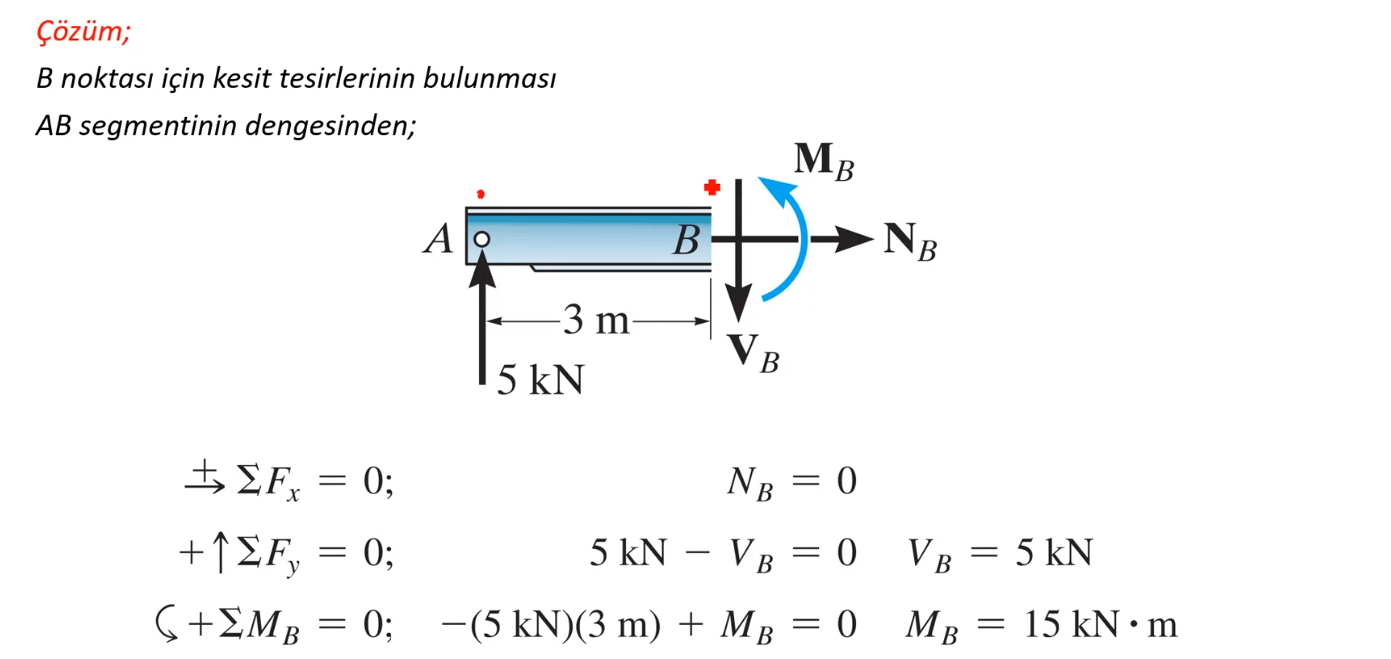 Çözüm;
B noktası için kesit tesirlerinin bulunması
AB segmentinin dengesinden;
M_B
A
B
N_B
3 m
V_B
5 kN
+→ ΣF_x = 0; N_B = 0
+↑ΣF_y = 0; 5 kN − V_B = 0 V_B = 5 kN
⤹+ΣM_B = 0; −(5 kN)(3 m) + M_B = 0 M_B = 15 kN·m